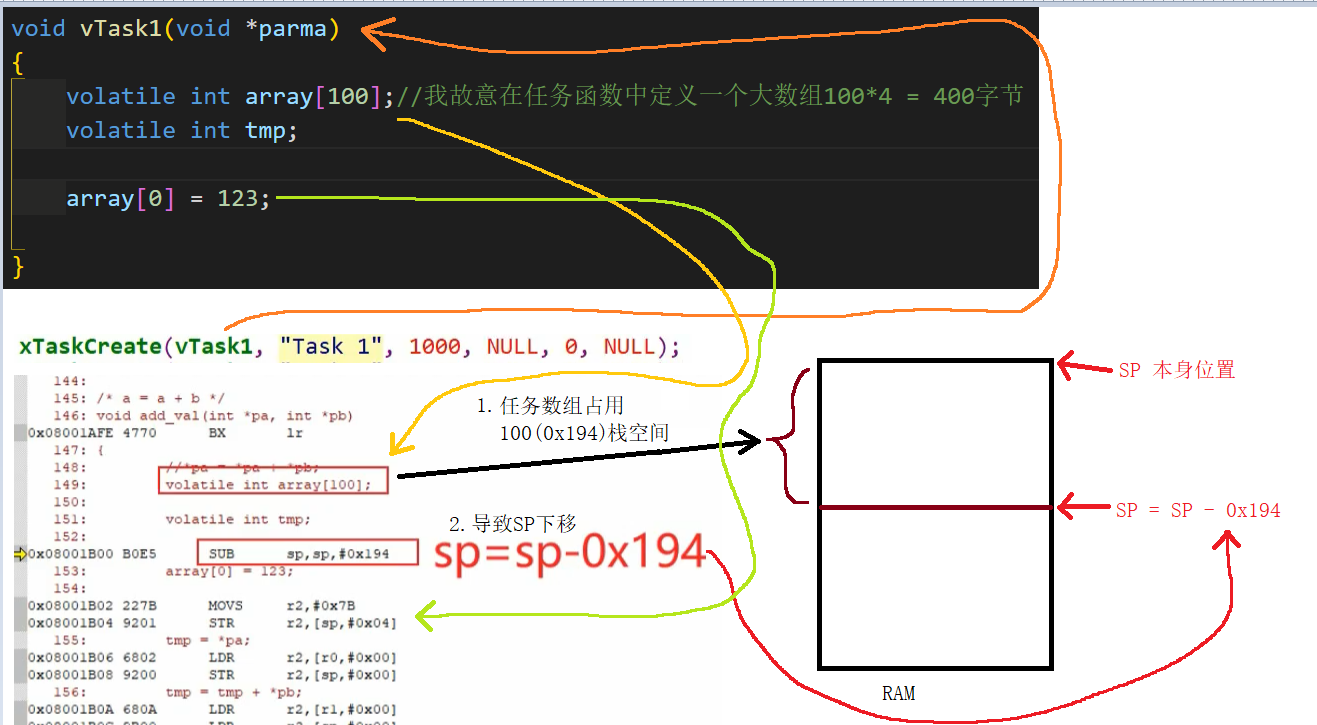 void vTask1(void *parma)
{
volatile int array[100];//我故意在任务函数中定义一个大数组100*4 = 400字节
volatile int tmp;
array[0] = 123;
}
xTaskCreate(vTask1, "Task 1", 1000, NULL, 0, NULL);
144:
145: /* a = a + b */
146: void add_val(int *pa, int *pb)
0x08001AFE 4770 BX lr
147: {
148: //*pa = *pa + *pb;
149: volatile int array[100];
150:
151: volatile int tmp;
152:
0x08001B00 B0E5 SUB sp,sp,#0x194
153: array[0] = 123;
154:
0x08001B02 227B MOVS r2,#0x7B
0x08001B04 9201 STR r2,[sp,#0x04]
155: tmp = *pa;
0x08001B06 6802 LDR r2,[r0,#0x00]
0x08001B08 9200 STR r2,[sp,#0x00]
156: tmp = tmp + *pb;
0x08001B0A 680A LDR r2,[r1,#0x00]
1.任务数组占用
100(0x194)栈空间
2.导致SP下移
sp=sp-0x194
SP 本身位置
SP = SP - 0x194
RAM